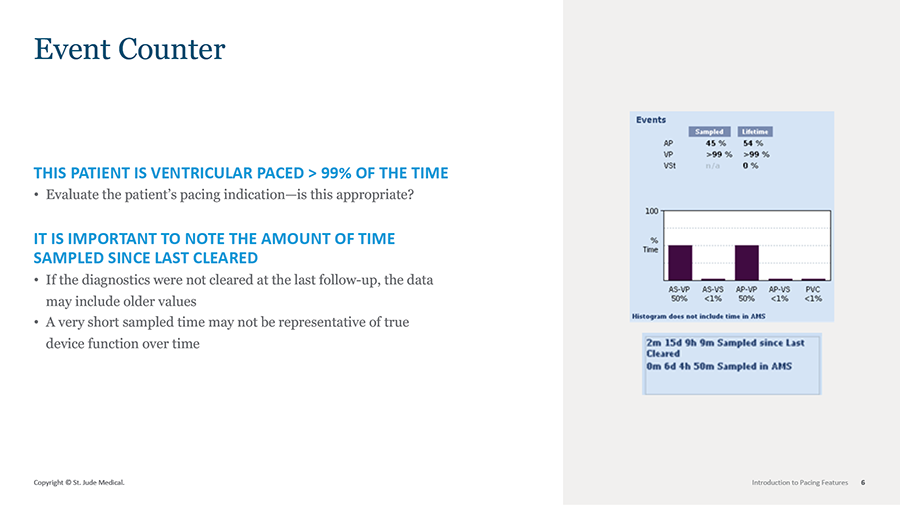 Event Counter
THIS PATIENT IS VENTRICULAR PACED > 99% OF THE TIME
• Evaluate the patient’s pacing indication—is this appropriate?
IT IS IMPORTANT TO NOTE THE AMOUNT OF TIME
SAMPLED SINCE LAST CLEARED
• If the diagnostics were not cleared at the last follow-up, the data
may include older values
• A very short sampled time may not be representative of true
device function over time
Events
Sampled Lifetime
AP 45 % 54 %
VP >99 % >99 %
VSt n/a 0 %
100
%
Time
AS-VP AS-VS AP-VP AP-VS PVC
50% <1% 50% <1% <1%
Histogram does not include time in AMS
2m 15d 9h 9m Sampled since Last
Cleared
0m 6d 4h 50m Sampled in AMS
Copyright © St. Jude Medical.
Introduction to Pacing Features 6